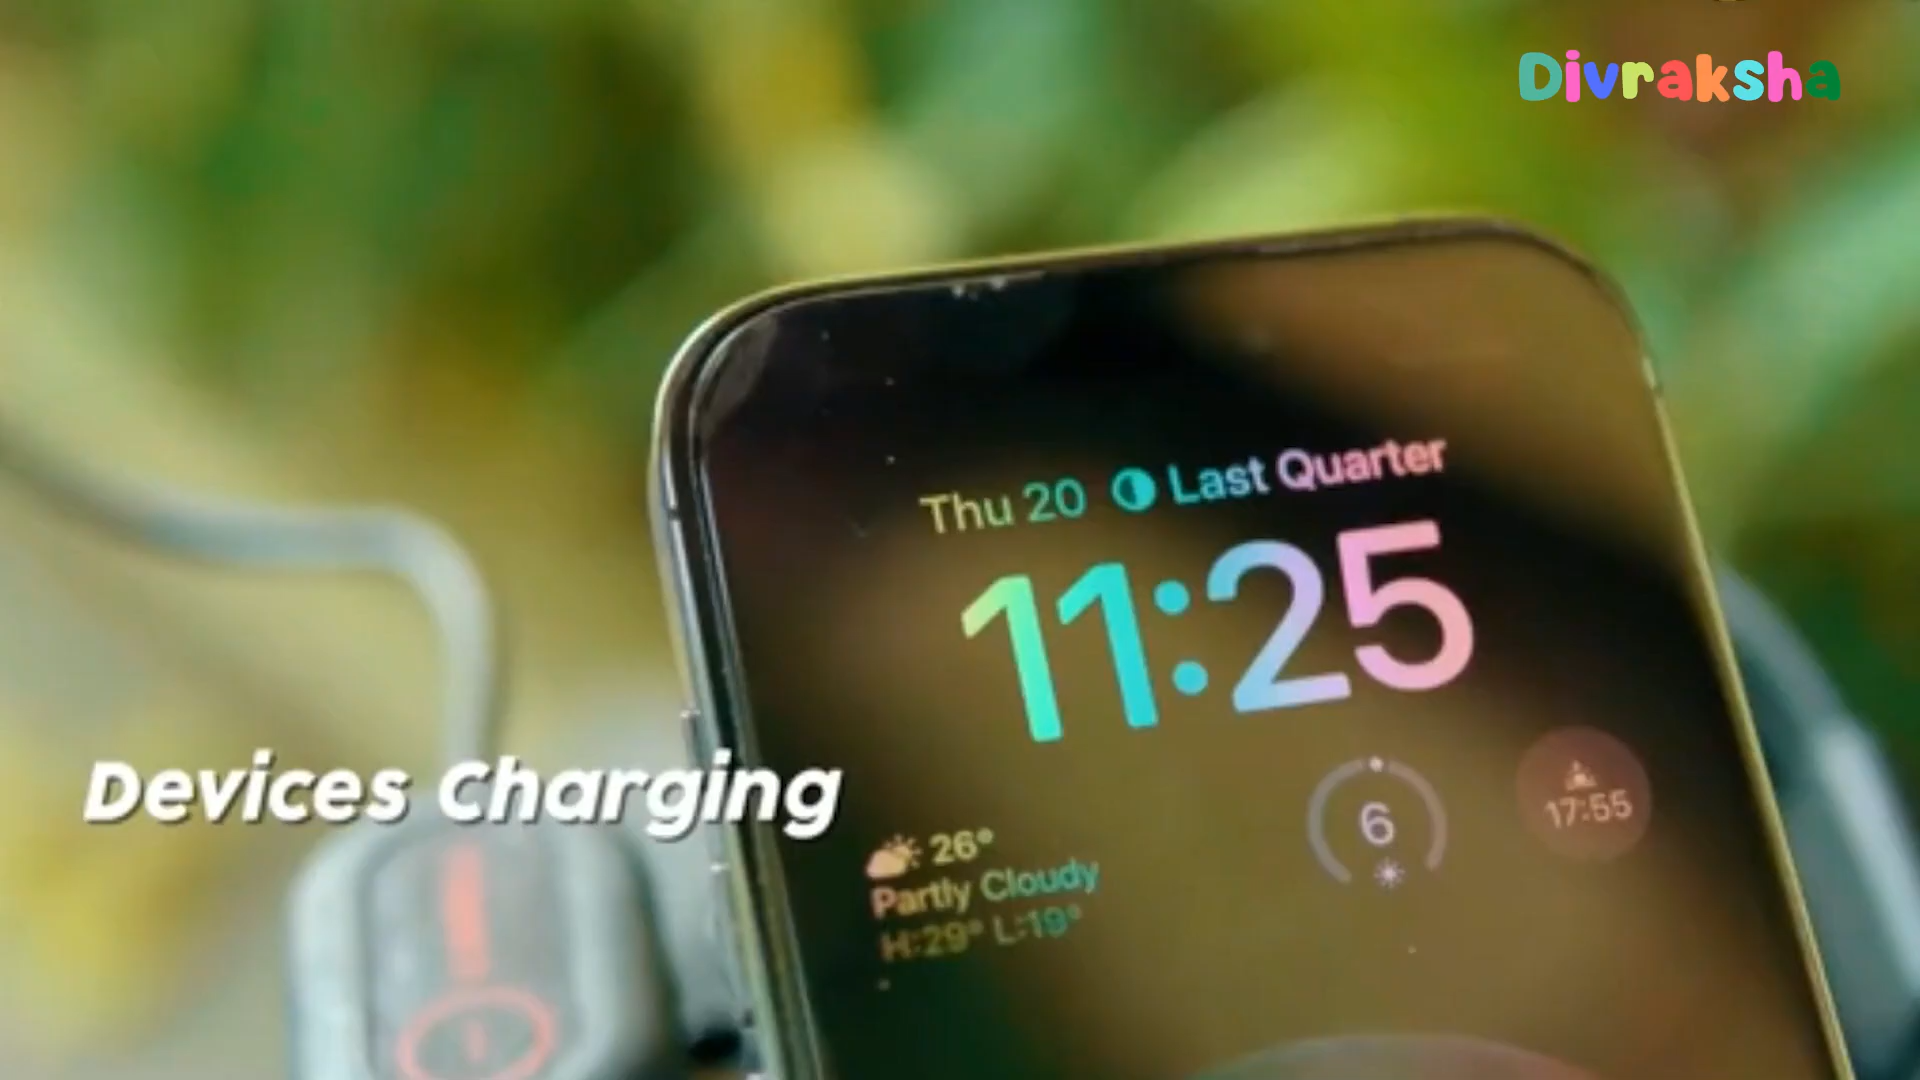 Divraksha
Thu 20 Last Quarter
11:25
6
17:55
Devices Charging
26°
Partly Cloudy
H:29° L:19°